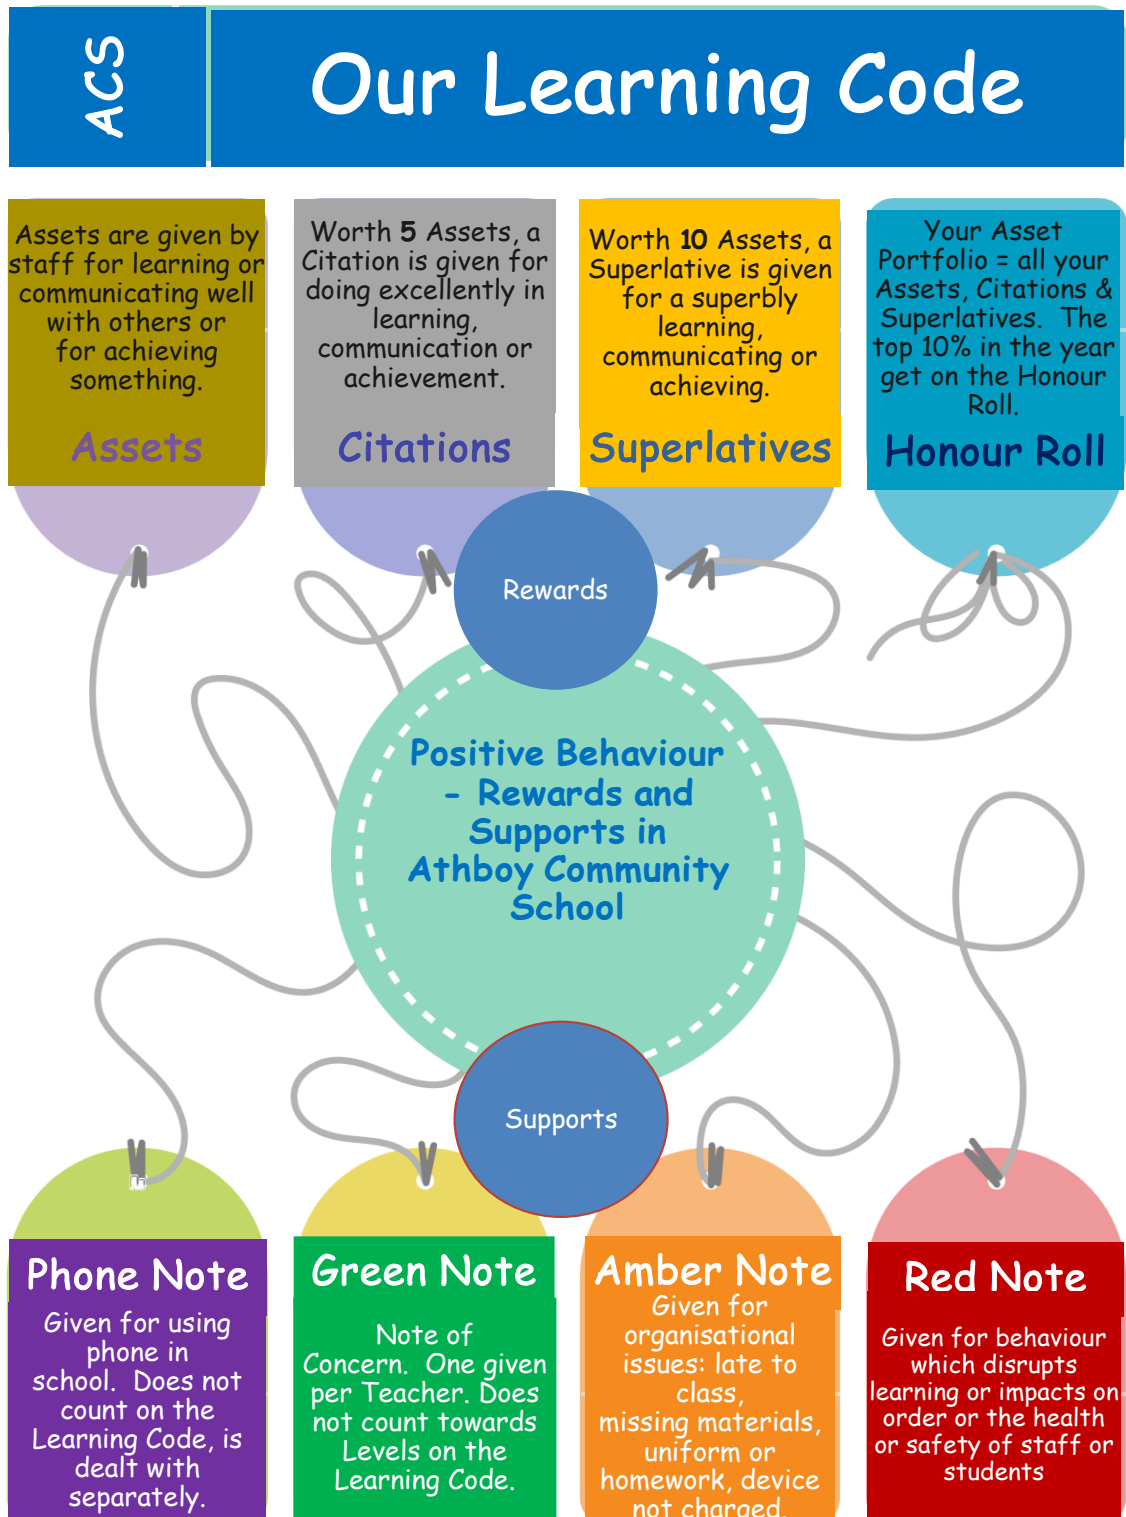 ACS
Our Learning Code
Assets are given by
staff for learning or
communicating well
with others or
for achieving
something.
Assets
Worth 5 Assets, a
Citation is given for
doing excellently in
learning,
communication or
achievement.
Citations
Worth 10 Assets, a
Superlative is given
for a superbly
learning,
communicating or
achieving.
Superlatives
Your Asset
Portfolio = all your
Assets, Citations &
Superlatives. The
top 10% in the year
get on the Honour
Roll.
Honour Roll
Rewards
Positive Behaviour
- Rewards and
Supports in
Athboy Community
School
Supports
Phone Note
Given for using
phone in
school. Does not
count on the
Learning Code, is
dealt with
separately.
Green Note
Note of
Concern. One given
per Teacher. Does
not count towards
Levels on the
Learning Code.
Amber Note
Given for
organisational
issues: late to
class,
missing materials,
uniform or
homework, device
not charged.
Red Note
Given for behaviour
which disrupts
learning or impacts on
order or the health
or safety of staff or
students